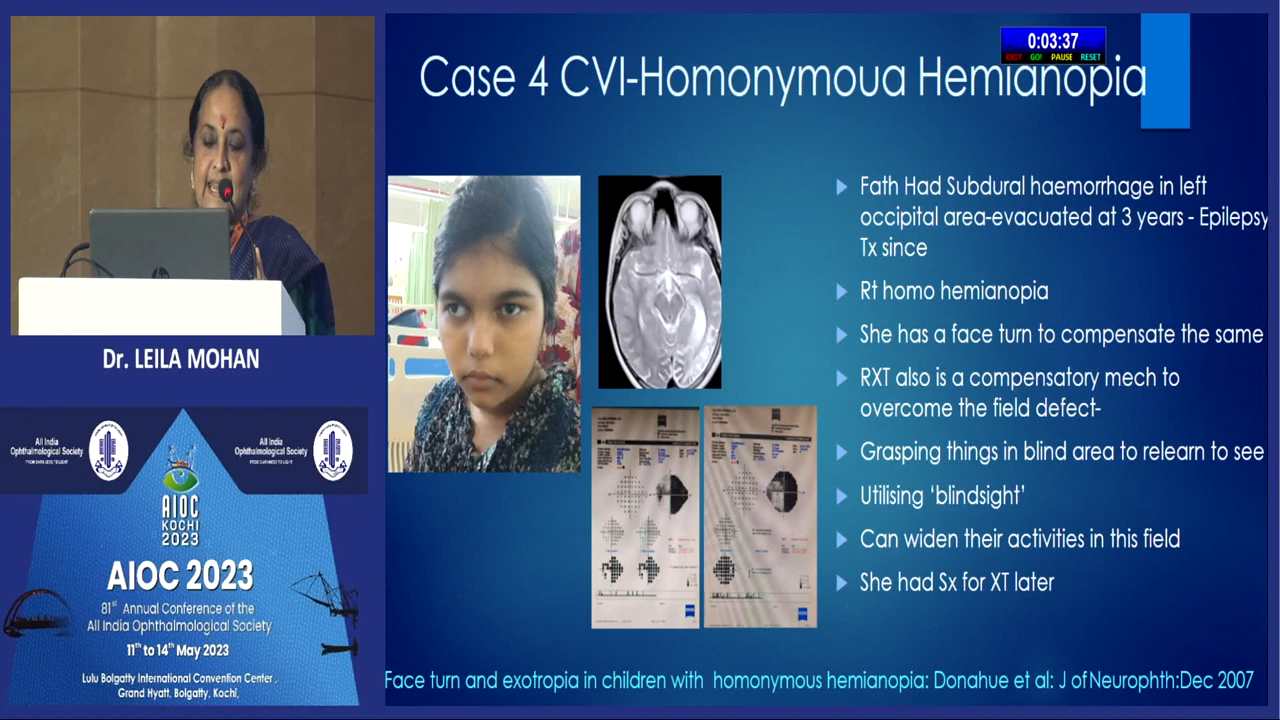 0:03:37
EXIT GO! PAUSE RESET
Case 4 CVI-Homonymoua Hemianopia
Fath Had Subdural haemorrhage in left
occipital area-evacuated at 3 years - Epilepsy
Tx since
Rt homo hemianopia
She has a face turn to compensate the same
RXT also is a compensatory mech to
overcome the field defect-
Grasping things in blind area to relearn to see
Utilising ‘blindsight’
Can widen their activities in this field
She had Sx for XT later
Face turn and exotropia in children with homonymous hemianopia: Donahue et al: J of Neurophth:Dec 2007
Dr. LEILA MOHAN
All India
Ophthalmological Society
All India
Ophthalmological Society
AIOC
KOCHI
2023
AIOC 2023
81st Annual Conference of the
All India Ophthalmological Society
11th to 14th May 2023
Lulu Bolgatty International Convention Center,
Grand Hyatt, Bolgatty, Kochi,
hp
ZEISS
ZEISS